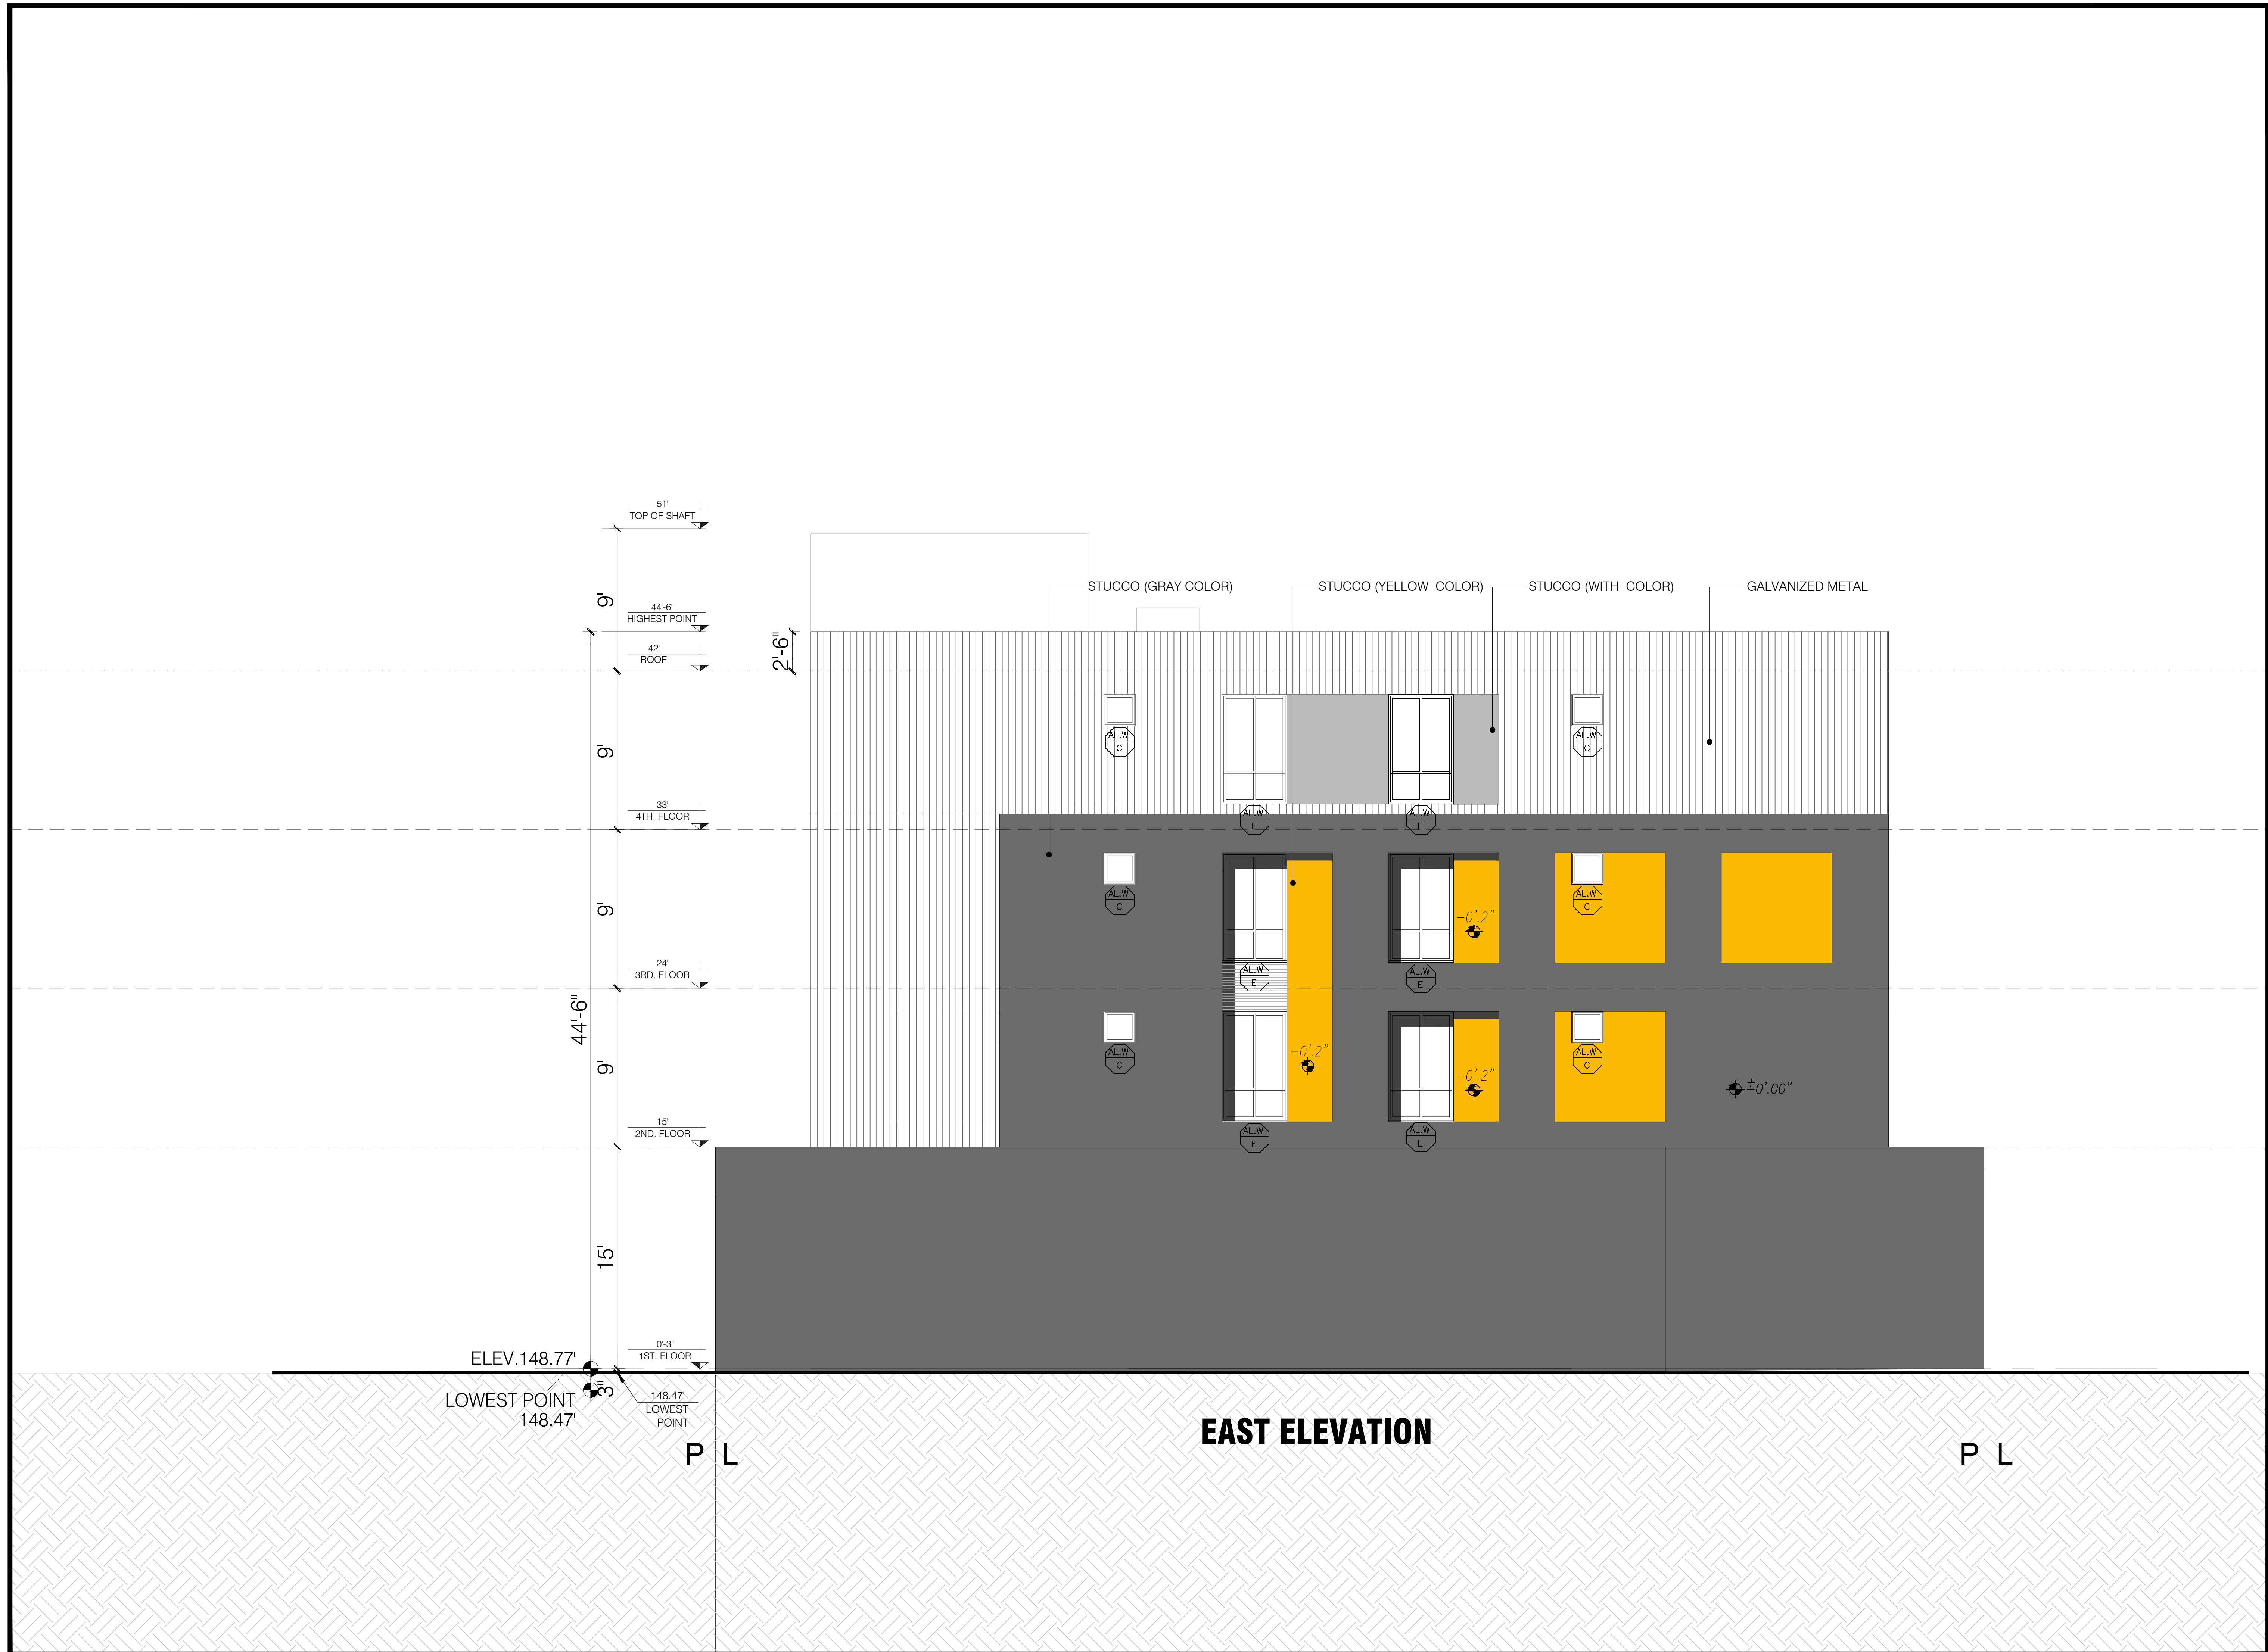 51'
TOP OF SHAFT
STUCCO (GRAY COLOR)
STUCCO (YELLOW COLOR)
STUCCO (WITH COLOR)
GALVANIZED METAL
9'
44'-6"
HIGHEST POINT
2'-6"
42'
ROOF
AL.W
C
AL.W
C
9'
33'
4TH. FLOOR
AL.W
E
AL.W
E
9'
AL.W
C
AL.W
C
-0'.2"
24'
3RD. FLOOR
AL.W
E
AL.W
E
44'-6"
9'
AL.W
C
-0'.2"
-0'.2"
AL.W
C
±0'.00"
15'
2ND. FLOOR
AL.W
E
AL.W
E
15'
0'-3"
1ST. FLOOR
ELEV.148.77'
3"
LOWEST POINT
148.47'
148.47'
LOWEST
POINT
EAST ELEVATION
P L
P L